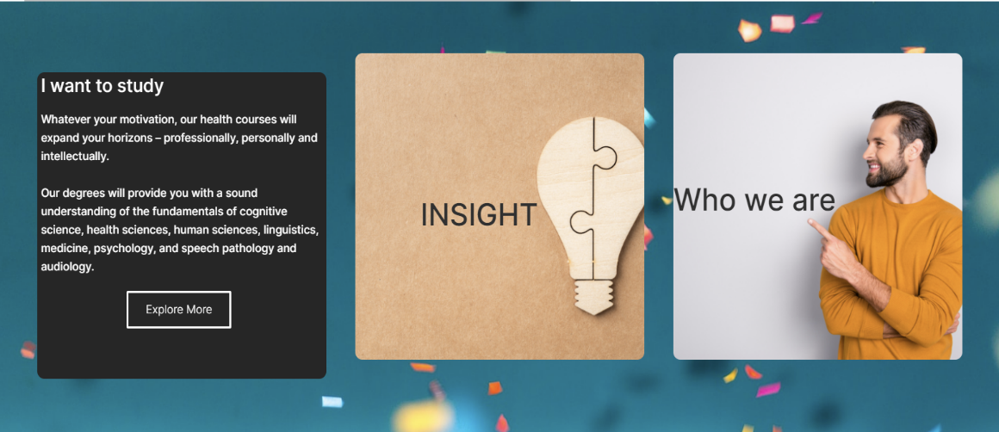 I want to study
Whatever your motivation, our health courses will
expand your horizons – professionally, personally and
intellectually.
Our degrees will provide you with a sound
understanding of the fundamentals of cognitive
science, health sciences, human sciences, linguistics,
medicine, psychology, and speech pathology and
audiology.
Explore More
INSIGHT
Who we are